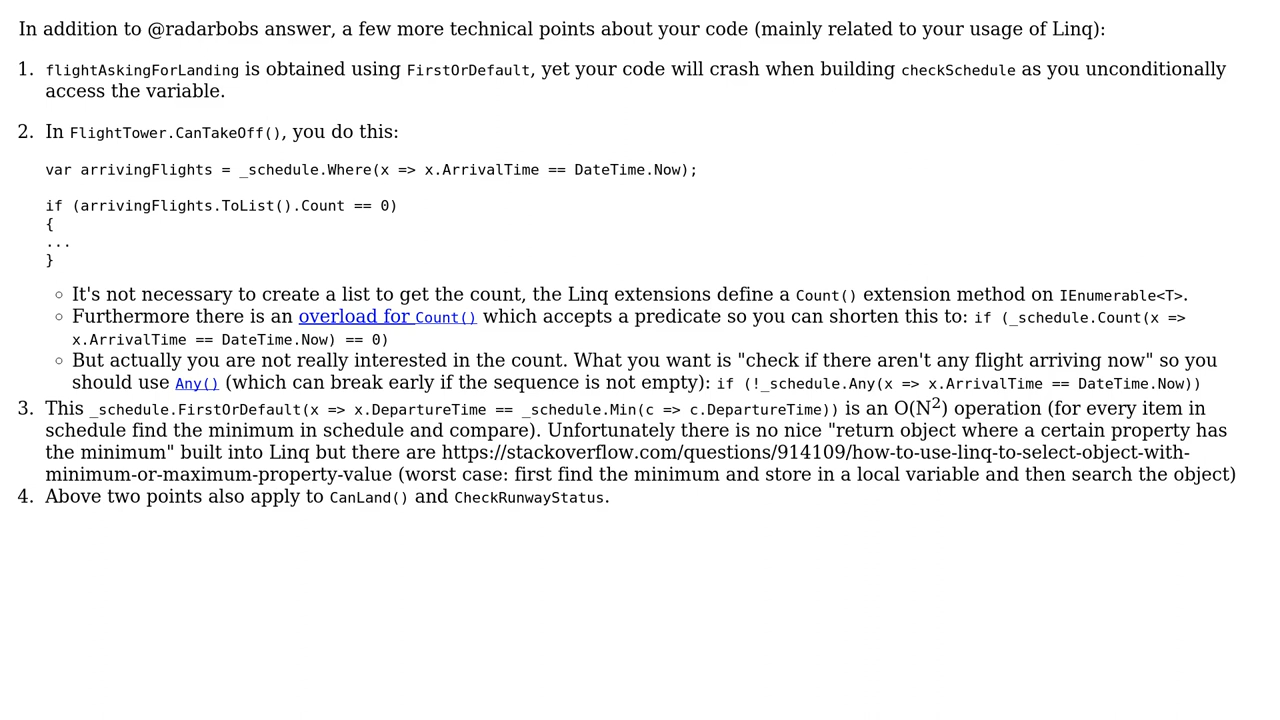 In addition to @radarbobs answer, a few more technical points about your code (mainly related to your usage of Linq):
1. flightAskingForLanding is obtained using FirstOrDefault, yet your code will crash when building checkSchedule as you unconditionally
access the variable.
2. In FlightTower.CanTakeOff(), you do this:
var arrivingFlights = _schedule.Where(x => x.ArrivalTime == DateTime.Now);
if (arrivingFlights.ToList().Count == 0)
{
...
}
◦ It's not necessary to create a list to get the count, the Linq extensions define a Count() extension method on IEnumerable<T>.
◦ Furthermore there is an overload for Count() which accepts a predicate so you can shorten this to: if (_schedule.Count(x =>
x.ArrivalTime == DateTime.Now) == 0)
◦ But actually you are not really interested in the count. What you want is "check if there aren't any flight arriving now" so you
should use Any() (which can break early if the sequence is not empty): if (!_schedule.Any(x => x.ArrivalTime == DateTime.Now))
3. This _schedule.FirstOrDefault(x => x.DepartureTime == _schedule.Min(c => c.DepartureTime)) is an O(N²) operation (for every item in
schedule find the minimum in schedule and compare). Unfortunately there is no nice "return object where a certain property has
the minimum" built into Linq but there are https://stackoverflow.com/questions/914109/how-to-use-linq-to-select-object-with-
minimum-or-maximum-property-value (worst case: first find the minimum and store in a local variable and then search the object)
4. Above two points also apply to CanLand() and CheckRunwayStatus.